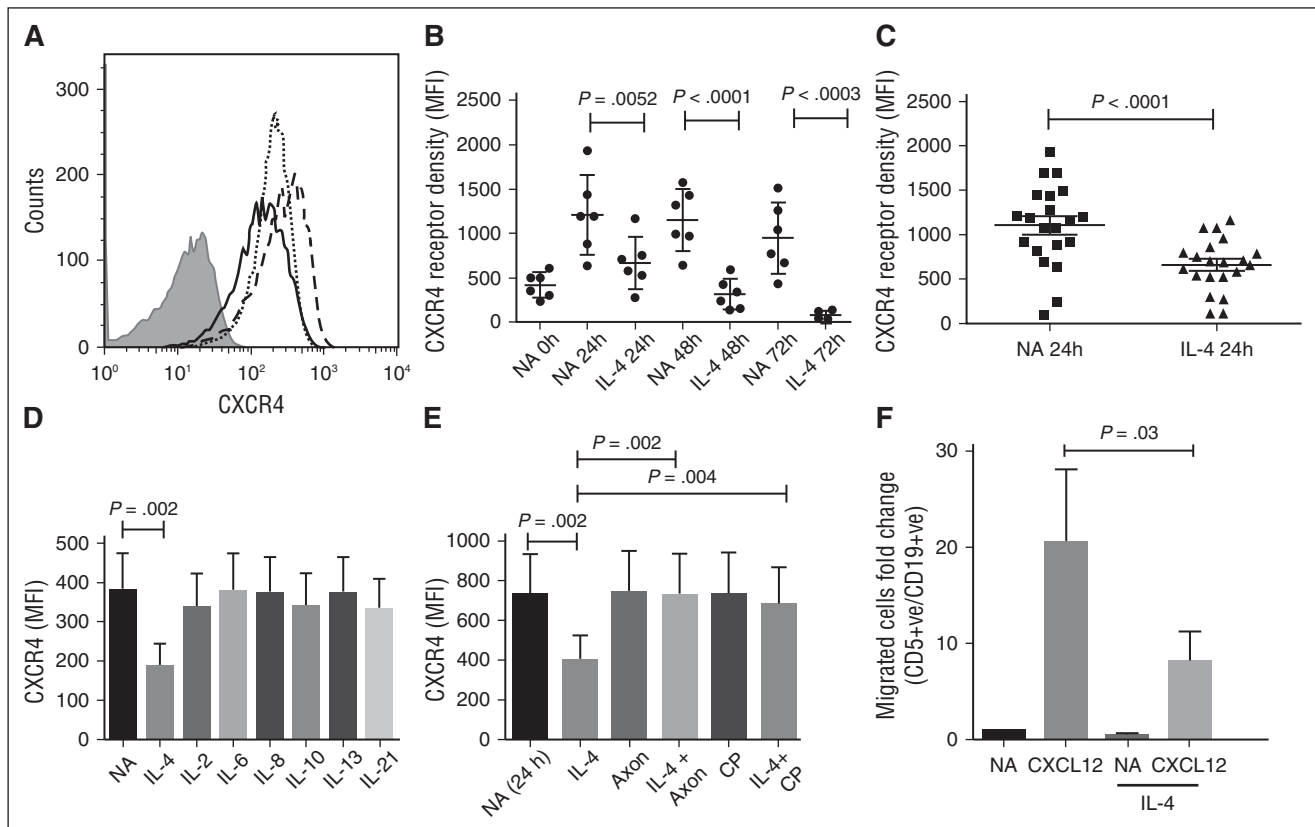 A
Counts
300
200
100
0
10^0 10^1 10^2 10^3 10^4
CXCR4
B
CXCR4 receptor density (MFI)
P = .0052 P < .0001 P < .0003
2500
2000
1500
1000
500
0
NA 0h NA 24h IL-4 24h NA 48h IL-4 48h NA 72h IL-4 72h
C
CXCR4 receptor density (MFI)
P < .0001
2500
2000
1500
1000
500
0
NA 24h IL-4 24h
D
CXCR4 (MFI)
P = .002
500
400
300
200
100
0
NA IL-4 IL-2 IL-6 IL-8 IL-10 IL-13 IL-21
E
CXCR4 (MFI)
P = .002
P = .004
P = .002
1000
800
600
400
200
0
NA (24 h) IL-4 Axon IL-4 + Axon CP IL-4+ CP
F
Migrated cells fold change
(CD5+ve/CD19+ve)
P = .03
30
20
10
0
NA CXCL12 NA CXCL12
IL-4